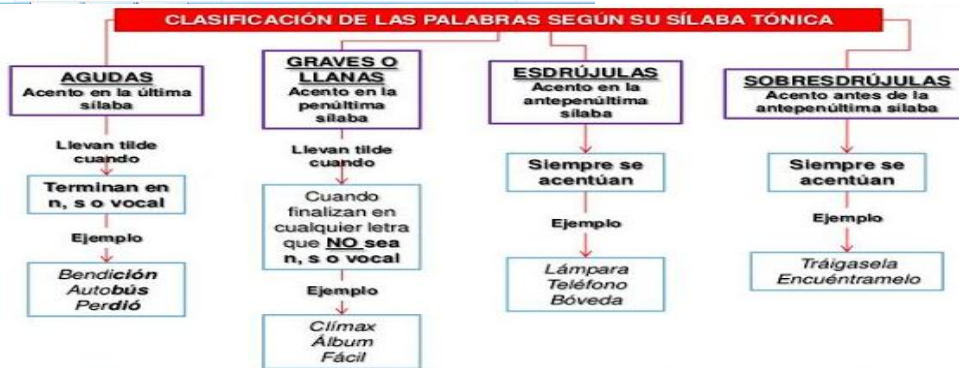 CLASIFICACIÓN DE LAS PALABRAS SEGÚN SU SÍLABA TÓNICA
AGUDAS
Acento en la última
sílaba
Llevan tilde
cuando
Terminan en
n, s o vocal
Ejemplo
Bendición
Autobús
Perdió
GRAVES O
LLANAS
Acento en la
penúltima
sílaba
Llevan tilde
cuando
Cuando
finalizan en
cualquier letra
que NO sea
n, s o vocal
Ejemplo
Clímax
Álbum
Fácil
ESDRÚJULAS
Acento en la
antepenúltima
sílaba
Siempre se
acentúan
Ejemplo
Lámpara
Teléfono
Bóveda
SOBRESDRÚJULAS
Acento antes de la
antepenúltima sílaba
Siempre se
acentúan
Ejemplo
Tráigasela
Encuéntramelo